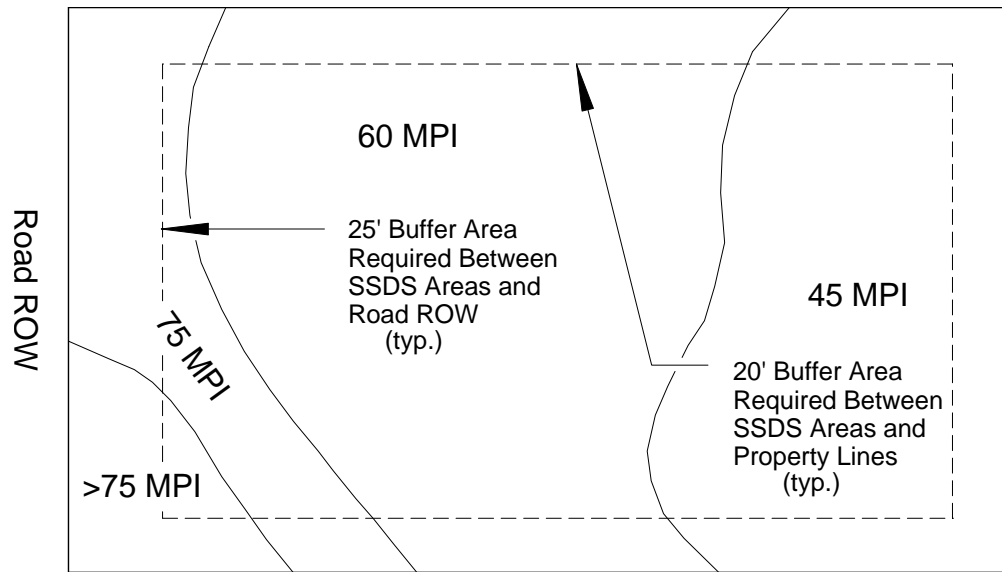 60 MPI
Road ROW
25' Buffer Area
Required Between
SSDS Areas and
Road ROW
(typ.)
45 MPI
75 MPI
20' Buffer Area
Required Between
SSDS Areas and
Property Lines
(typ.)
>75 MPI